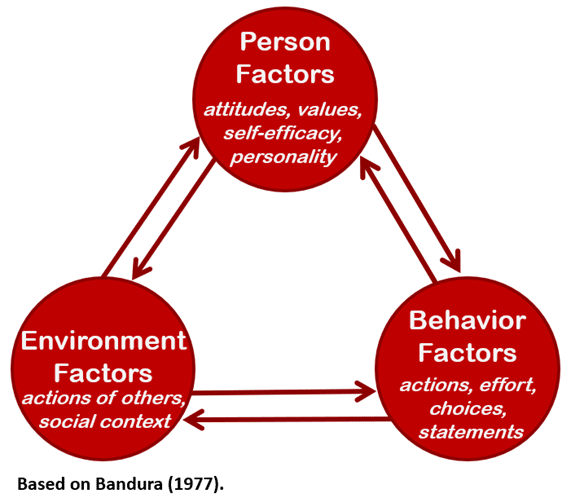 Person
Factors
attitudes, values,
self-efficacy,
personality
Environment
Factors
actions of others,
social context
Behavior
Factors
actions, effort,
choices,
statements
Based on Bandura (1977).